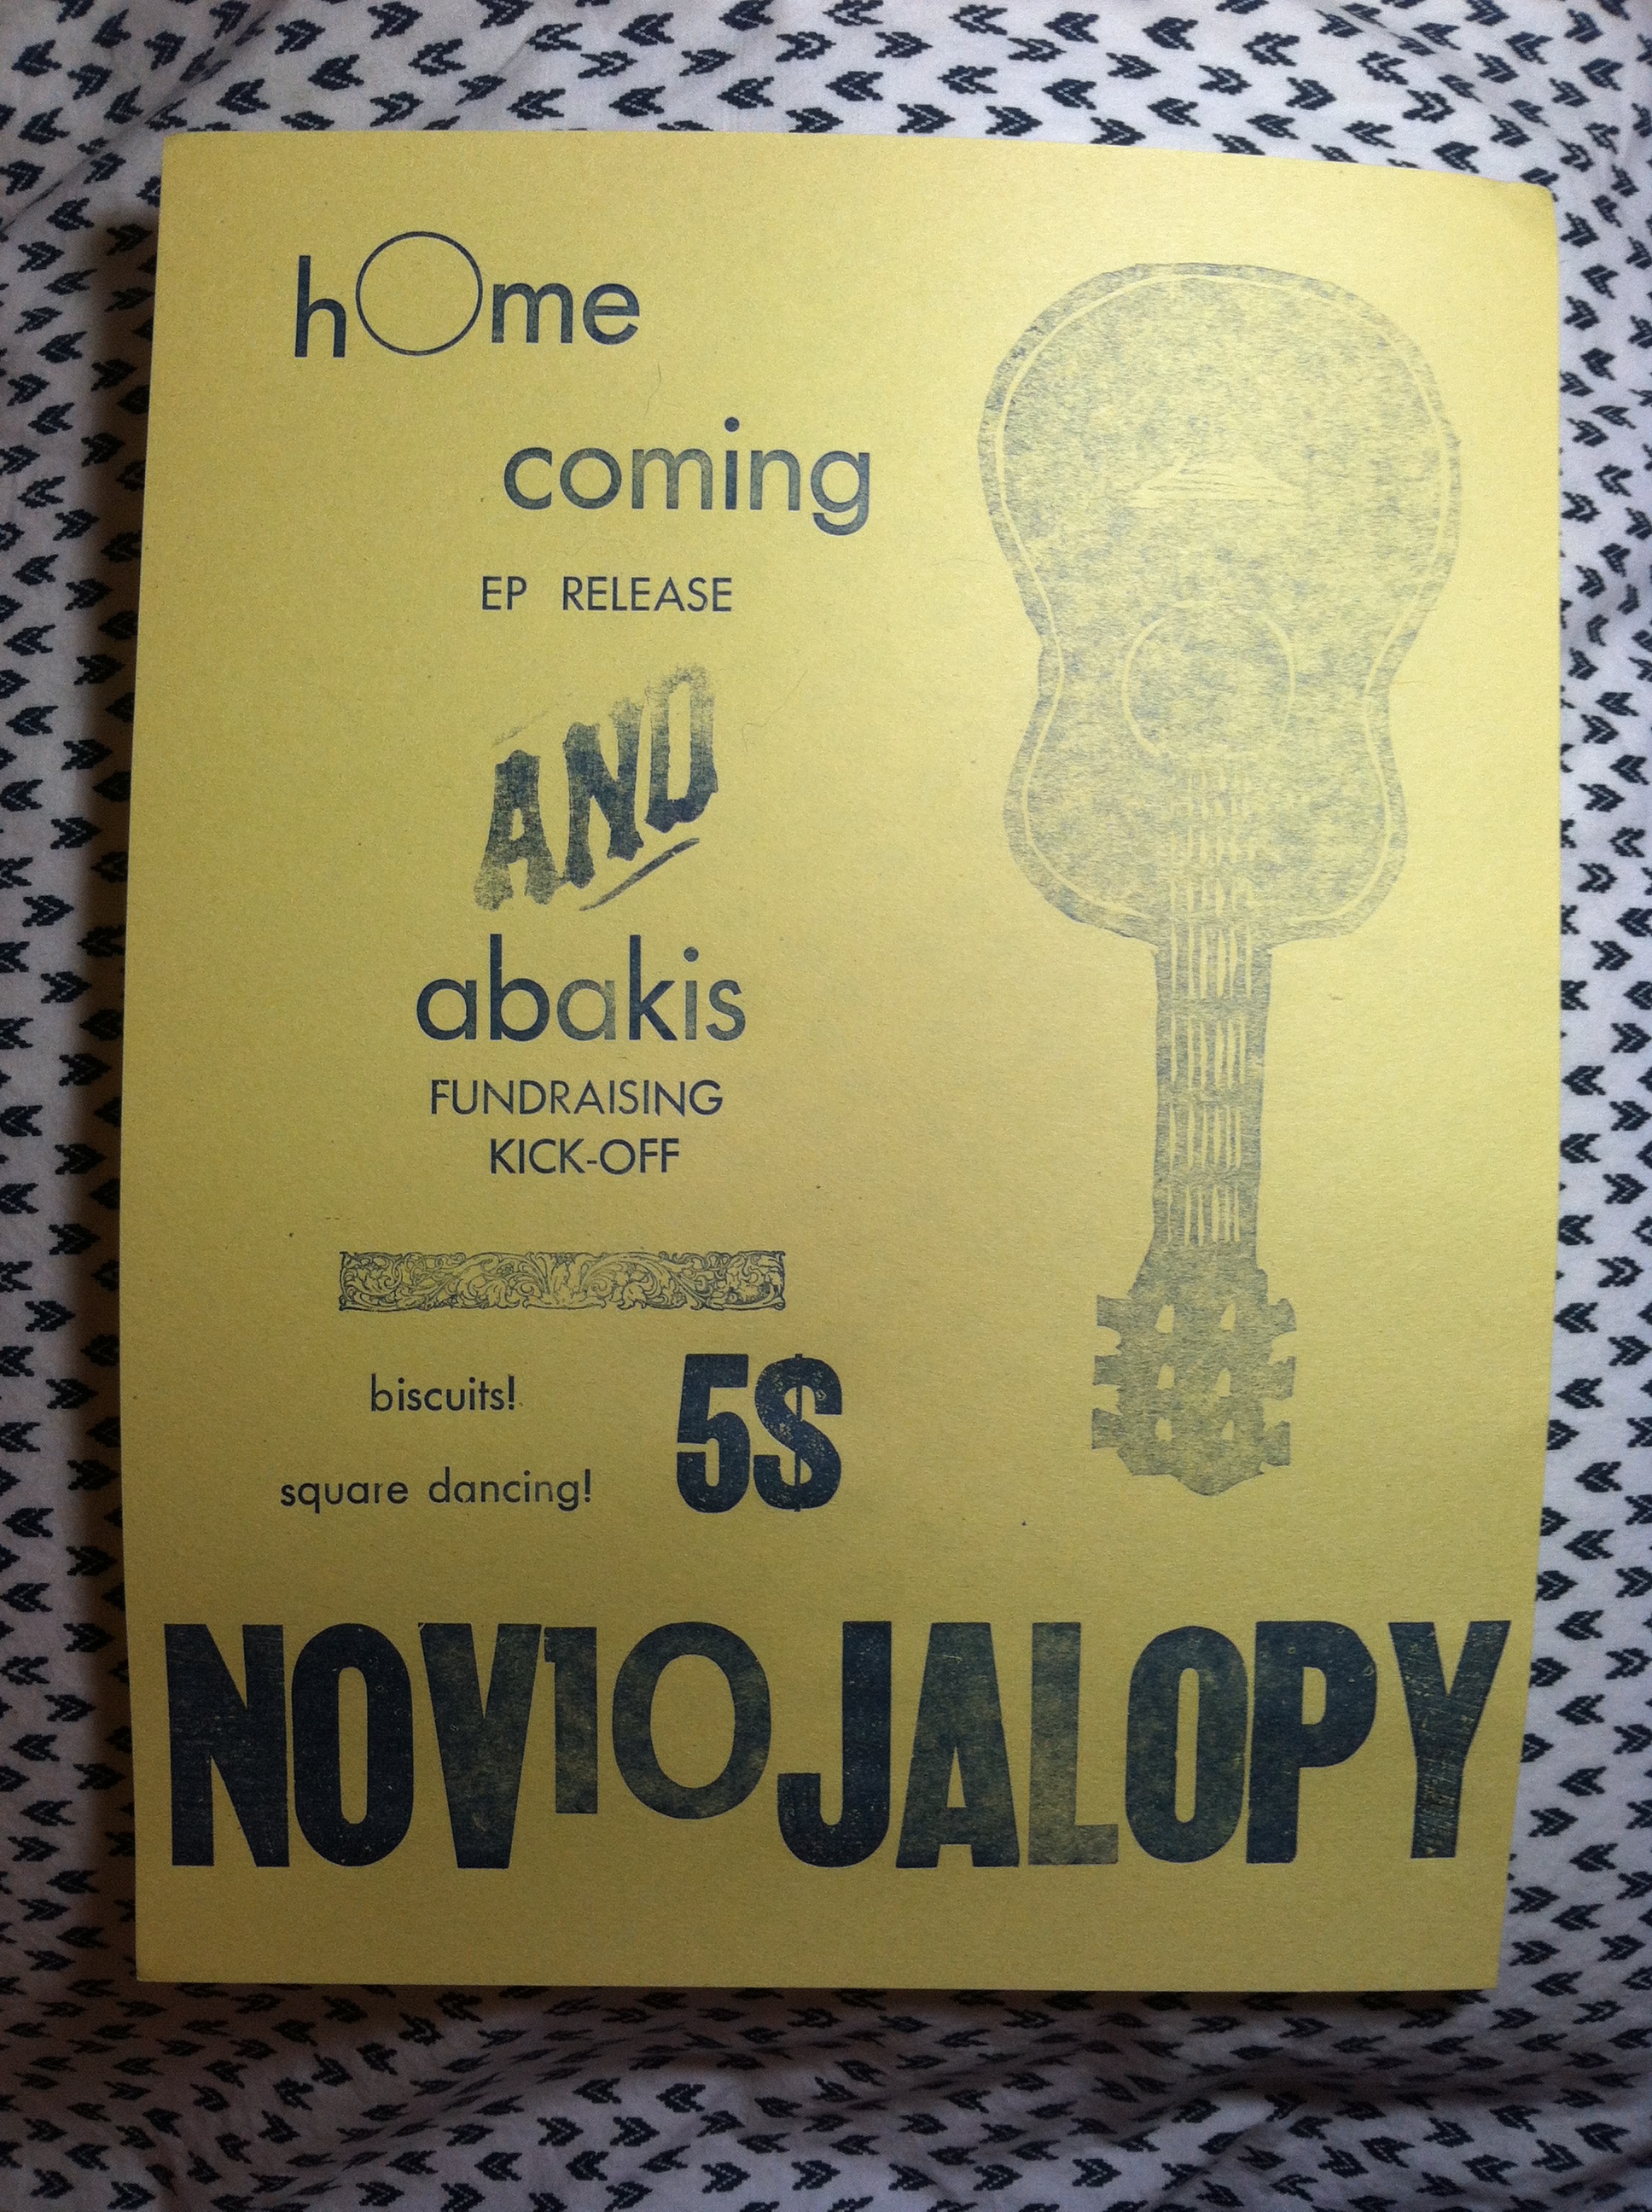 hOme
coming
EP RELEASE
AND
abakis
FUNDRAISING
KICK-OFF
biscuits!
5$
square dancing!
NOV10JALOPY